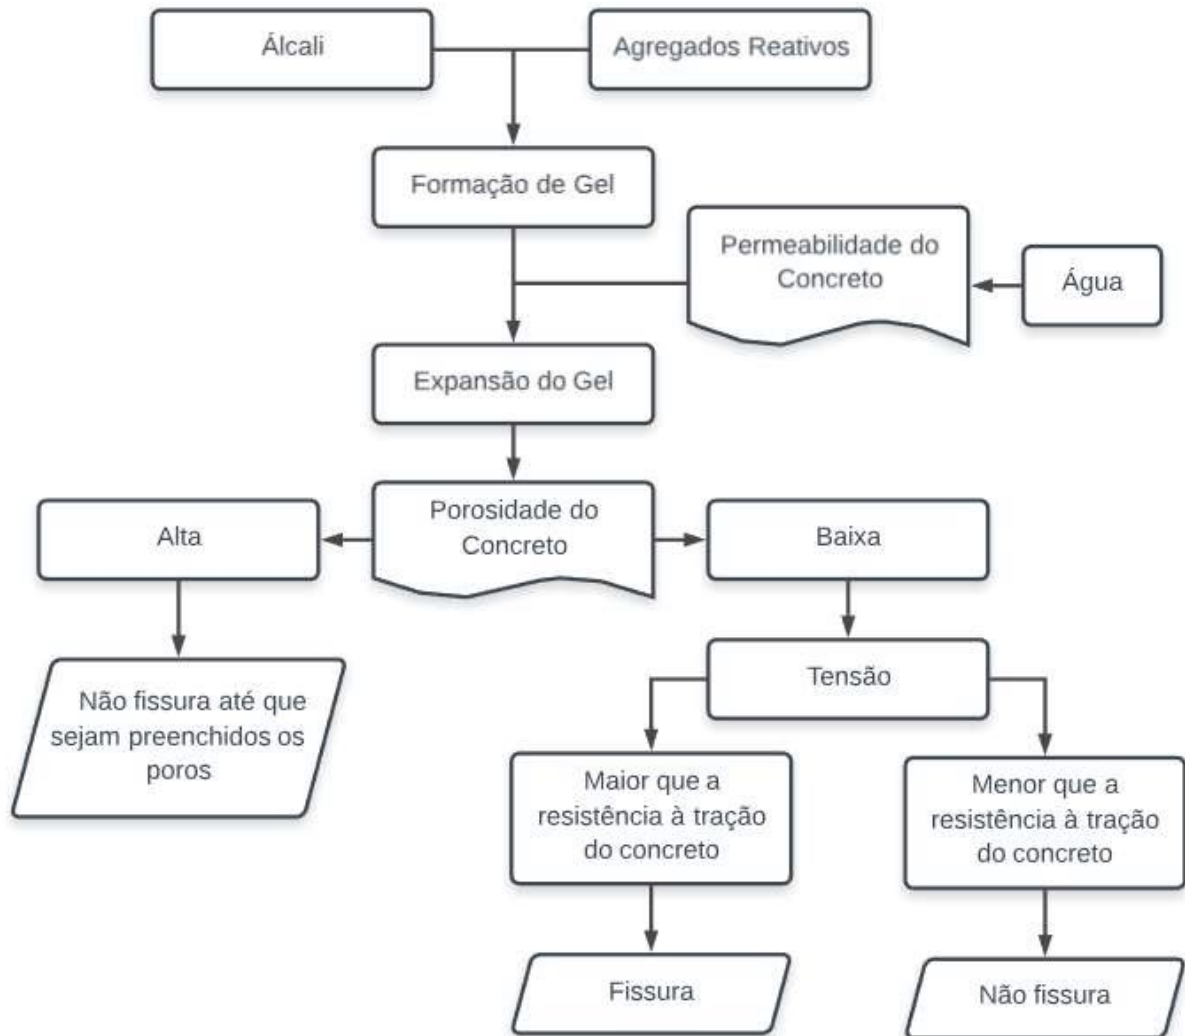 Álcali
Agregados Reativos
Formação de Gel
Permeabilidade do
Concreto
Água
Expansão do Gel
Porosidade do
Concreto
Alta
Baixa
Não fissura até que
sejam preenchidos os
poros
Tensão
Maior que a
resistência à tração
do concreto
Menor que a
resistência à tração
do concreto
Fissura
Não fissura